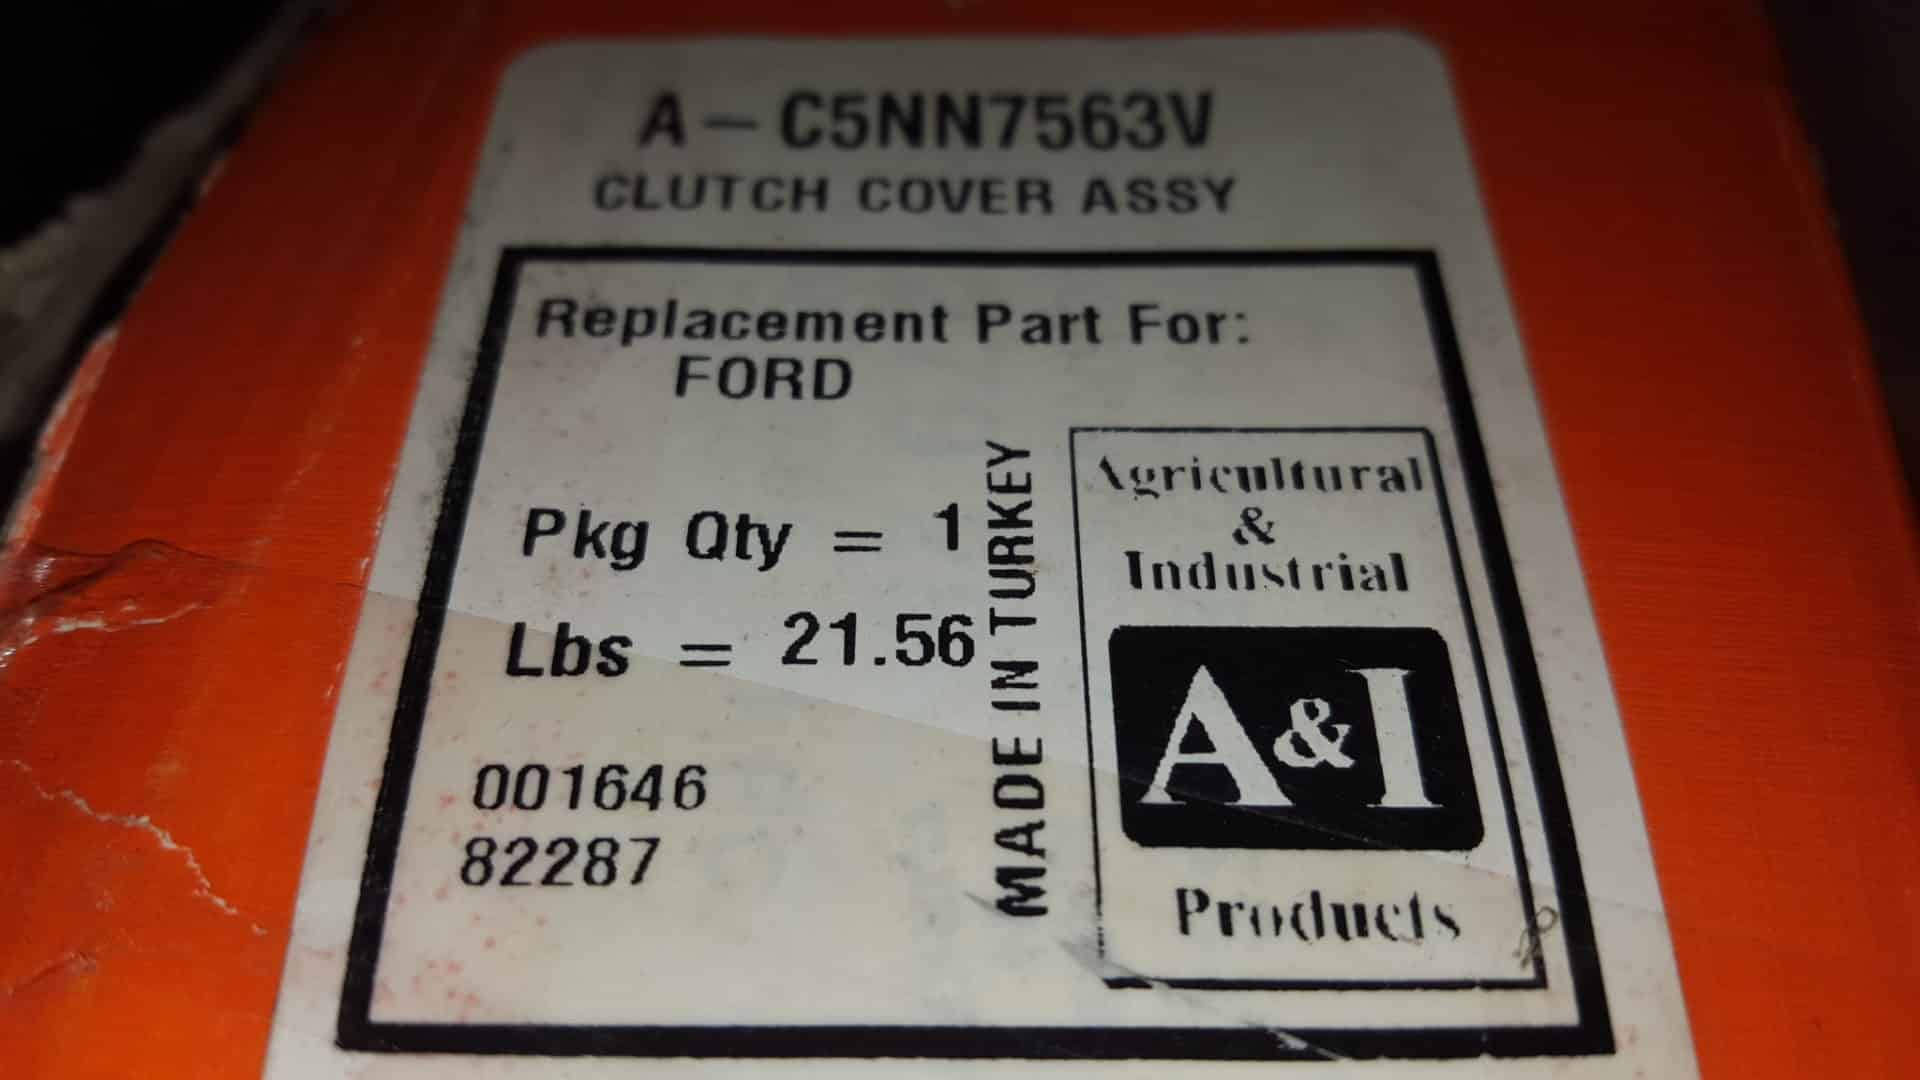 A-C5NN7563V
CLUTCH COVER ASSY
Replacement Part For:
FORD
Pkg Qty = 1
Lbs = 21.56
001646
82287
MADE IN TURKEY
Agricultural
&
Industrial
A&I
Products